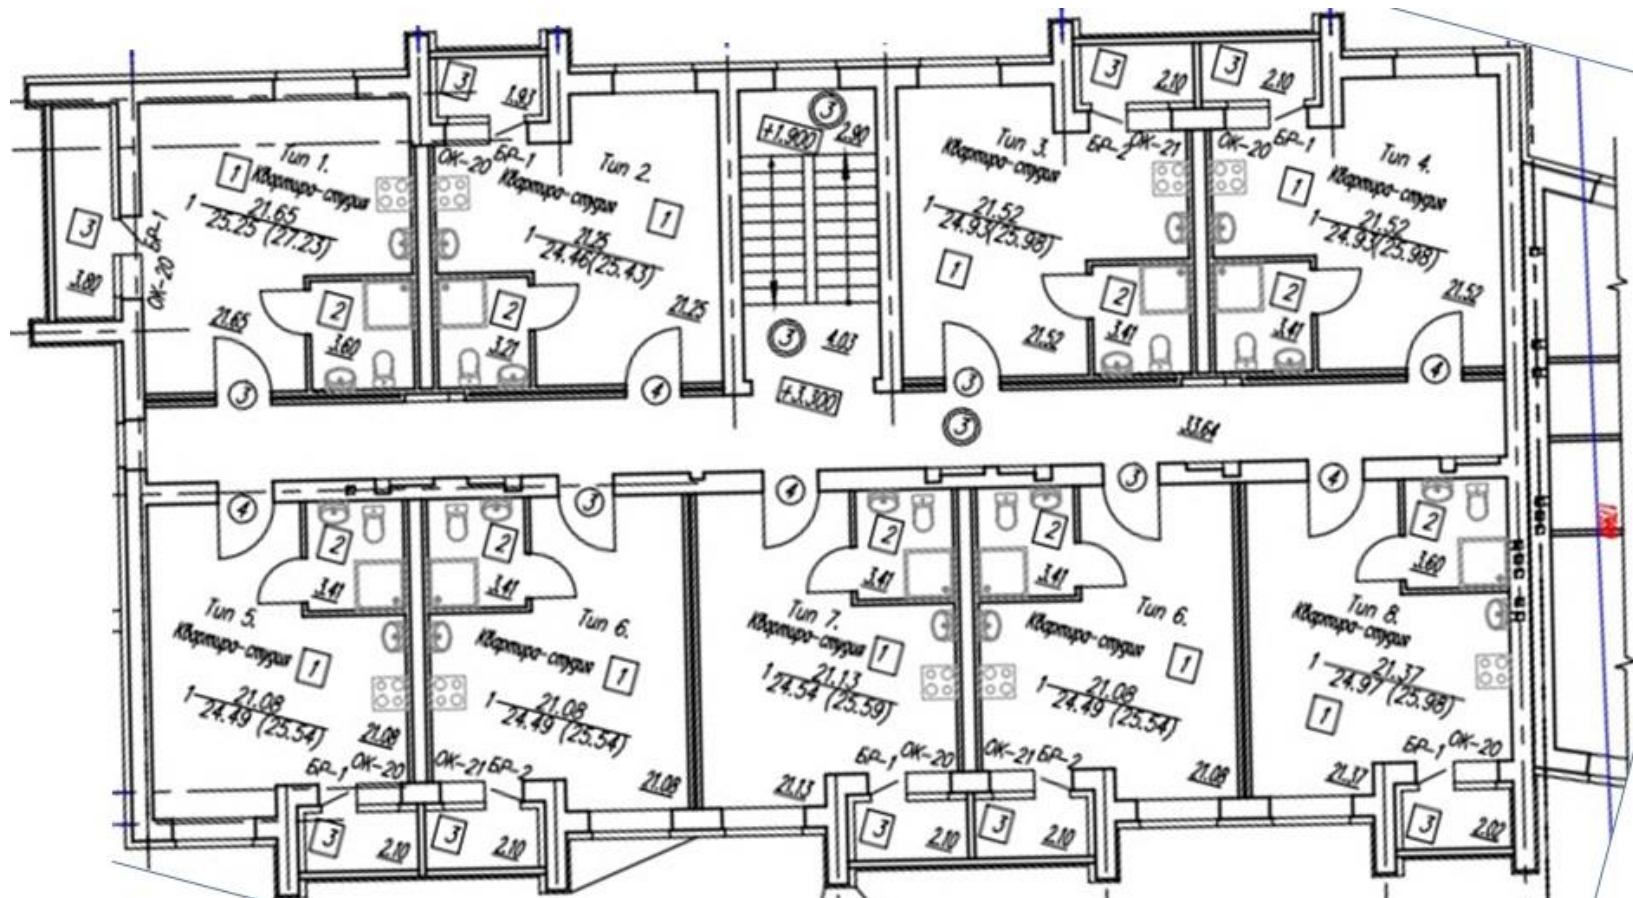 3
1.93
3
2.10
3
2.10
3
+1.900
2.90
Тип 1.
1
Квартира-студия
21.65
1
25.25 (27.23)
3
3.80
БР-1
ОК-20
21.65
2
3.60
3
ОК-20
БР-1
Тип 2.
Квартира-студия
1
21.25
1
24.46(25.43)
2
3.21
21.25
4
3
4.03
+3.300
Тип 3.
БР-2
ОК-21
Квартира-студия
21.52
1
24.93(25.98)
1
2
3.41
21.52
3
ОК-20
БР-1
Тип 4.
1
Квартира-студия
21.52
1
24.93(25.98)
2
3.41
21.52
4
3
33.64
4
2
3.41
Тип 5.
Квартира-студия
1
21.08
1
24.49 (25.54)
21.08
БР-1
ОК-20
3
2.10
3
2
3.41
Тип 6.
Квартира-студия
1
21.08
1
24.49 (25.54)
ОК-21
БР-2
21.08
3
2.10
4
2
3.41
Тип 7.
Квартира-студия
1
21.13
1
24.54 (25.59)
21.13
БР-1
ОК-20
3
2.10
3
2
3.41
Тип 6.
Квартира-студия
1
21.08
1
24.49 (25.54)
ОК-21
БР-2
21.08
3
2.10
4
2
3.60
Тип 8.
Квартира-студия
21.37
1
24.97 (25.98)
1
БР-1
ОК-20
21.37
3
2.02